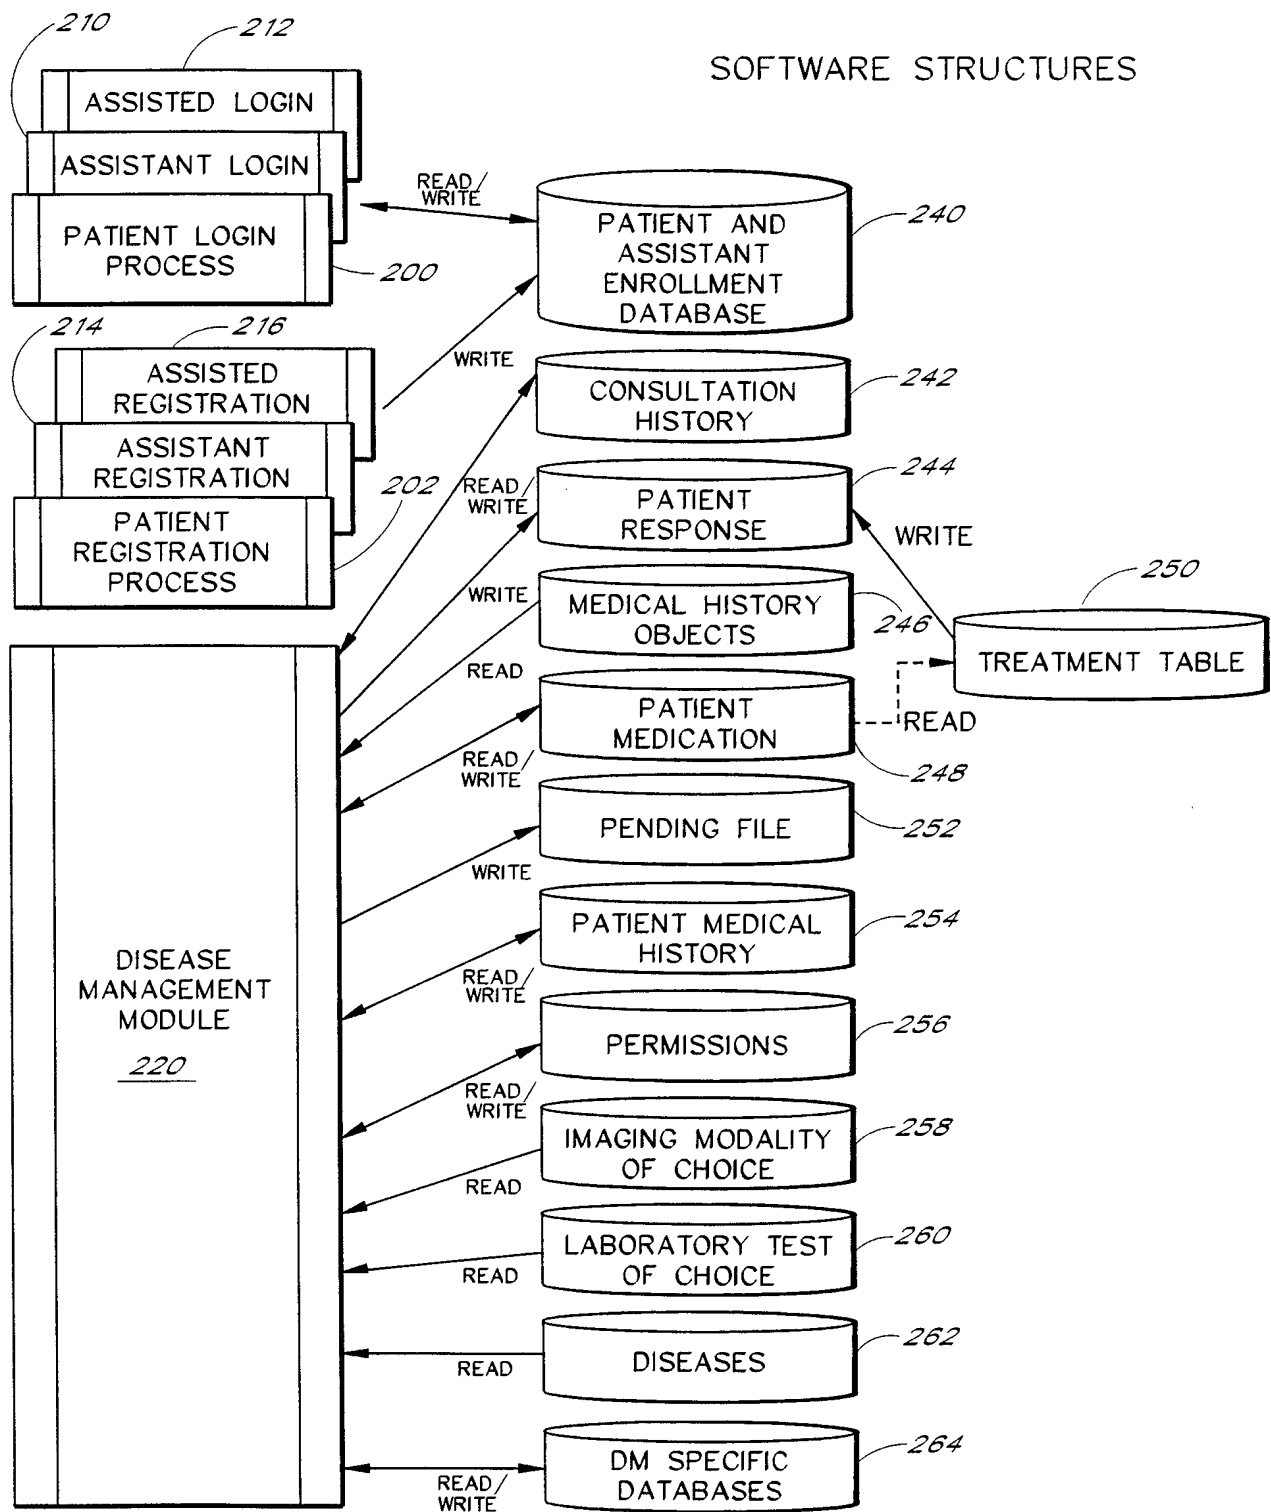 SOFTWARE STRUCTURES
210
212
ASSISTED LOGIN
ASSISTANT LOGIN
PATIENT LOGIN
PROCESS
200
READ/
WRITE
PATIENT AND
ASSISTANT
ENROLLMENT
DATABASE
240
214
216
ASSISTED
REGISTRATION
ASSISTANT
REGISTRATION
PATIENT
REGISTRATION
PROCESS
202
WRITE
CONSULTATION
HISTORY
242
READ/
WRITE
PATIENT
RESPONSE
244
WRITE
WRITE
MEDICAL HISTORY
OBJECTS
246
250
TREATMENT TABLE
READ
PATIENT
MEDICATION
READ
248
READ/
WRITE
PENDING FILE
252
WRITE
DISEASE
MANAGEMENT
MODULE
220
PATIENT MEDICAL
HISTORY
254
READ/
WRITE
PERMISSIONS
256
READ/
WRITE
IMAGING MODALITY
OF CHOICE
258
READ
LABORATORY TEST
OF CHOICE
260
READ
DISEASES
262
READ
DM SPECIFIC
DATABASES
264
READ/
WRITE